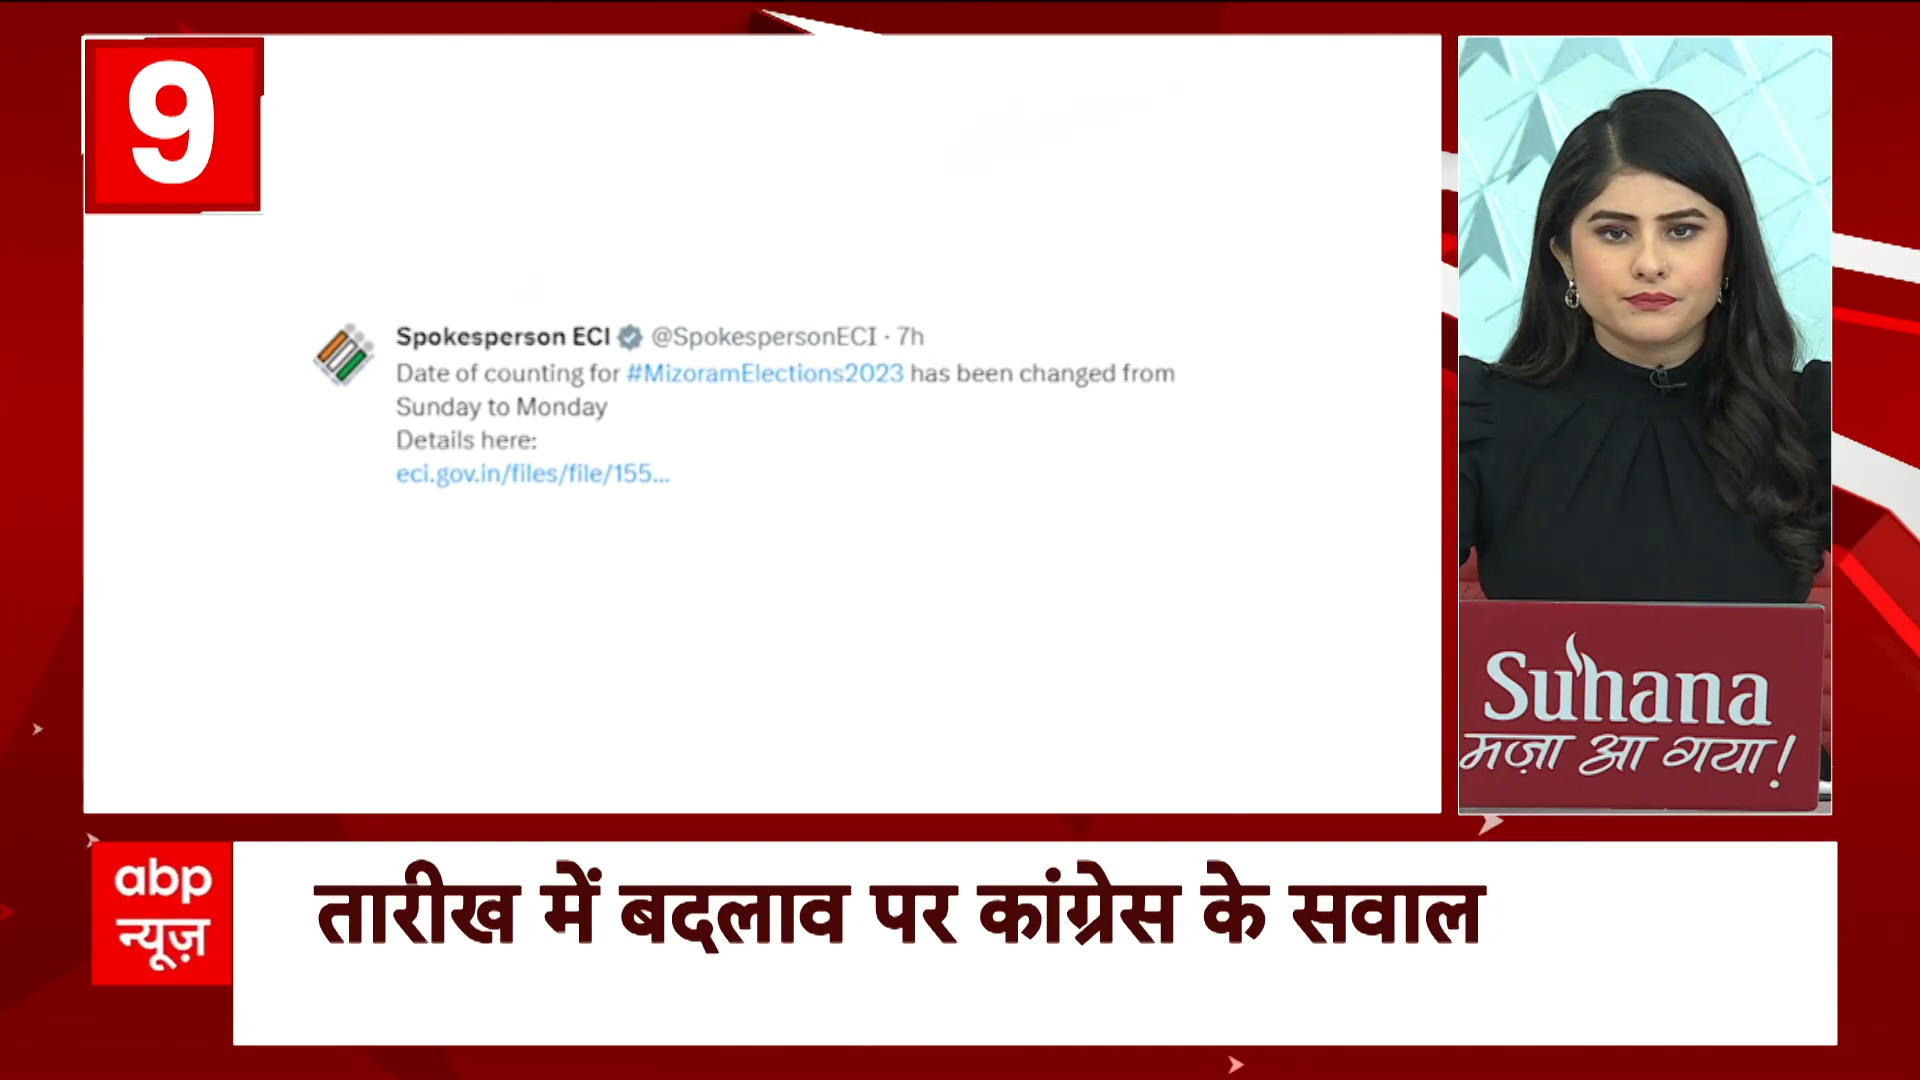 9
Spokesperson ECI @SpokespersonECI · 7h
Date of counting for #MizoramElections2023 has been changed from
Sunday to Monday
Details here:
eci.gov.in/files/file/155...
Suhana
मज़ा आ गया!
abp
न्यूज़
तारीख में बदलाव पर कांग्रेस के सवाल